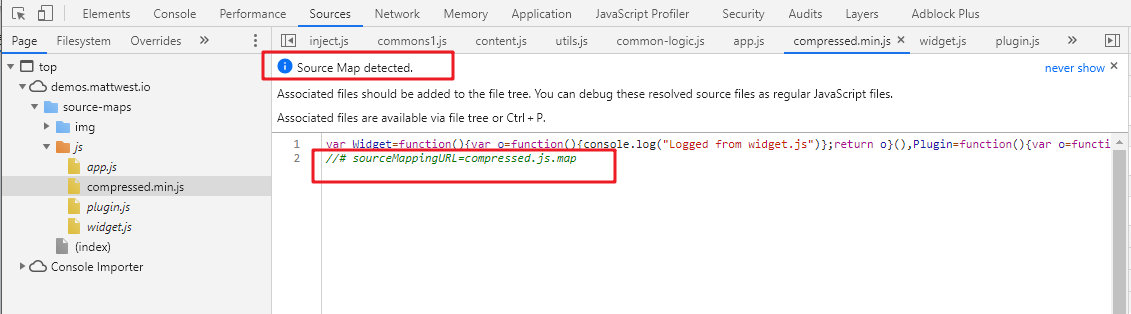 Elements Console Performance Sources Network Memory Application JavaScript Profiler Security Audits Layers Adblock Plus
Page Filesystem Overrides »
inject.js commons1.js content.js utils.js common-logic.js app.js compressed.min.js × widget.js plugin.js »
top
demos.mattwest.io
source-maps
img
js
app.js
compressed.min.js
plugin.js
widget.js
(index)
Console Importer
Source Map detected.
never show ×
Associated files should be added to the file tree. You can debug these resolved source files as regular JavaScript files.
Associated files are available via file tree or Ctrl + P.
1 var Widget=function(){var o=function(){console.log("Logged from widget.js")};return o}(),Plugin=function(){var o=functi
2 //# sourceMappingURL=compressed.js.map